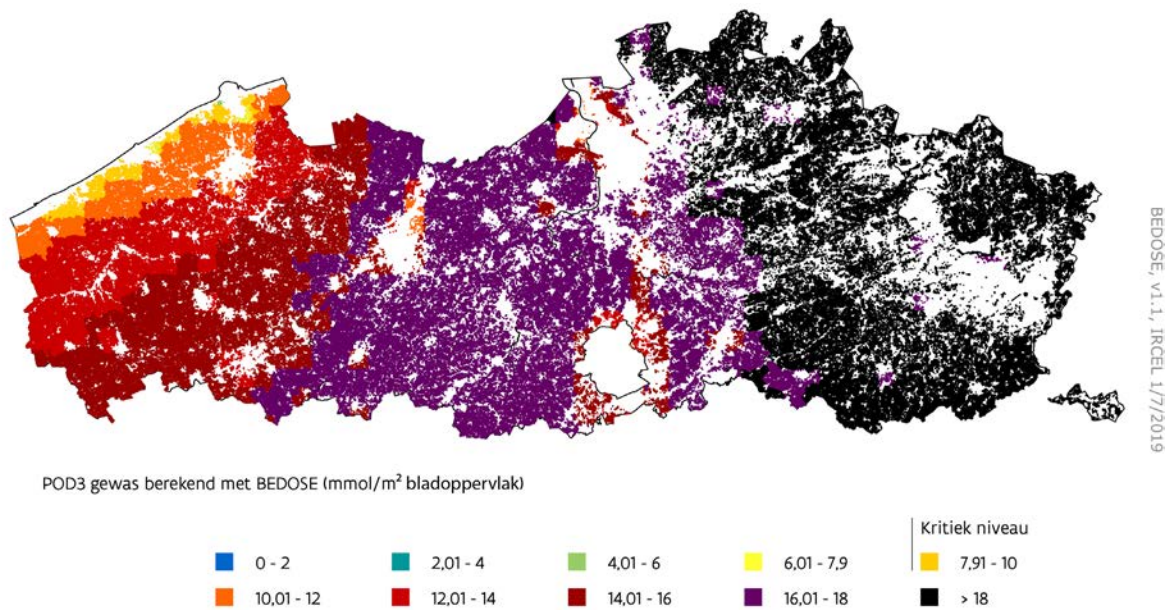 BEDOSE, v1.1, IRCEL 1/7/2019
POD3 gewas berekend met BEDOSE (mmol/m² bladoppervlak)
Kritiek niveau
0 - 2
2,01 - 4
4,01 - 6
6,01 - 7,9
7,91 - 10
10,01 - 12
12,01 - 14
14,01 - 16
16,01 - 18
> 18